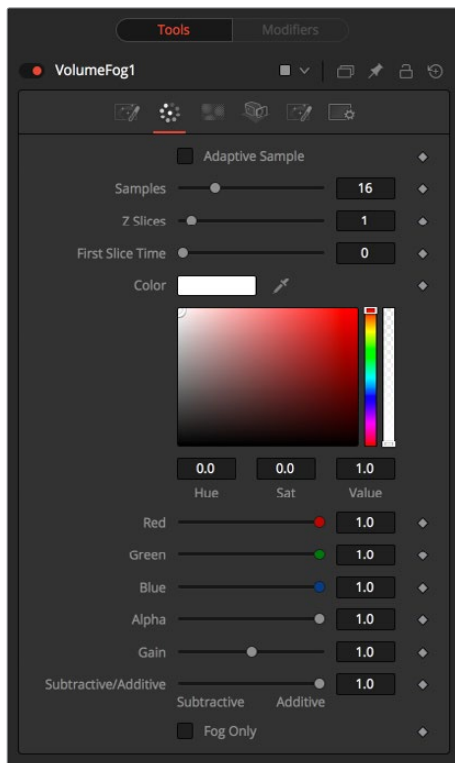 Tools Modifiers
VolumeFog1
Adaptive Sample
Samples 16
Z Slices 1
First Slice Time 0
Color
0.0 0.0 1.0
Hue Sat Value
Red 1.0
Green 1.0
Blue 1.0
Alpha 1.0
Gain 1.0
Subtractive/Additive 1.0
Subtractive Additive
Fog Only